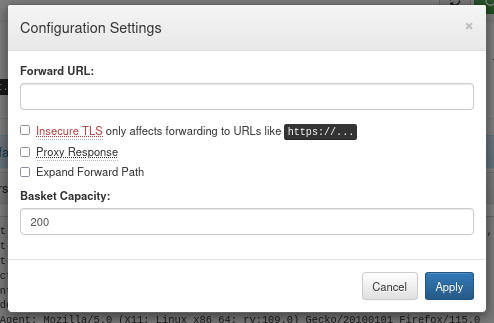 Configuration Settings
×
Forward URL:
Insecure TLS only affects forwarding to URLs like https://...
Proxy Response
Expand Forward Path
Basket Capacity:
200
Cancel
Apply
Agent: Mozilla/5.0 (X11; Linux x86_64; rv:109.0) Gecko/20100101 Firefox/115.0